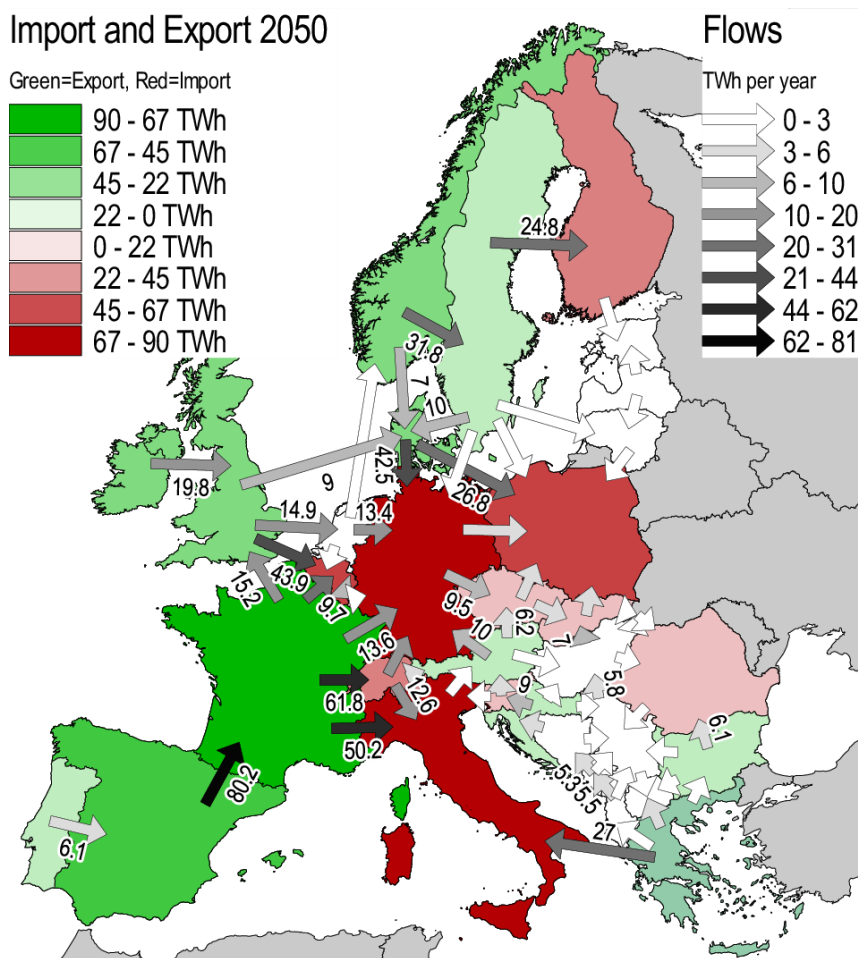 Import and Export 2050
Green=Export, Red=Import
90 - 67 TWh
67 - 45 TWh
45 - 22 TWh
22 - 0 TWh
0 - 22 TWh
22 - 45 TWh
45 - 67 TWh
67 - 90 TWh
Flows
TWh per year
0 - 3
3 - 6
6 - 10
10 - 20
20 - 31
21 - 44
44 - 62
62 - 81
24.8
31.8
7
10
42.5
26.8
19.8
9
14.9
13.4
43.9
15.2
9.7
9.5
6.2
7
13.6
10
5.8
9
12.6
61.8
50.2
6.1
80.2
5.3
5.5
27
6.1